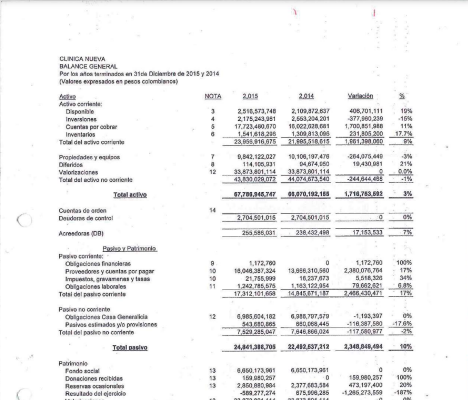 CLINICA NUEVA
BALANCE GENERAL
Por los años terminados en 31de Diciembre de 2015 y 2014
(Valores expresados en pesos colombianos)
Activo NOTA 2,015 2,014 Variación %
Activo corriente:
Disponible 3 2,516,573,748 2,109,872,637 406,701,111 19%
Inversiones 4 2,175,243,981 2,553,204,201 -377,960,239 -15%
Cuentas por cobrar 5 17,723,480,670 16,022,628,681 1,700,851,989 11%
Inventarios 6 1,541,618,295 1,309,813,095 231,805,200 17.7%
Total del activo corriente 23,956,916,675 21,995,518,615 1,961,398,060 9%
Propiedades y equipos 7 9,842,122,027 10,106,197,476 -264,075,449 -3%
Diferidos 8 114,105,931 94,674,950 19,430,981 21%
Valorizaciones 12 33,873,801,114 33,873,801,114 0 0.0%
Total del activo no corriente 43,830,029,072 44,074,673,540 -244,644,468 -1%
Total activo 67,786,945,747 66,070,192,155 1,716,753,592 3%
Cuentas de orden 14
Deudores de control 2,704,501,015 2,704,501,015 0 0%
Acreedoras (DB) 255,586,031 238,432,498 17,153,533 7%
Pasivo y Patrimonio
Pasivo corriente:
Obligaciones financieras 9 1,172,760 0 1,172,760 100%
Proveedores y cuentas por pagar 10 16,046,387,324 13,666,310,560 2,380,076,764 17%
Impuestos, gravamenes y tasas 10 21,755,999 16,237,673 5,518,326 34%
Obligaciones laborales 11 1,242,785,575 1,163,122,954 79,662,621 6.8%
Total del pasivo corriente 17,312,101,658 14,845,671,187 2,466,430,471 17%
Pasivo no corriente
Obligaciones Casa Generalicia 12 6,985,604,182 6,986,797,579 -1,193,397 0%
Pasivos estimados y/o provisiones 543,680,865 660,068,445 -116,387,580 -17.6%
Total del pasivo no corriente 7,529,285,047 7,646,866,024 -117,580,977 -2%
Total pasivo 24,841,386,705 22,492,537,212 2,348,849,494 10%
Patrimonio
Fondo social 13 6,650,173,961 6,650,173,961 0 0%
Donaciones recibidas 13 159,980,257 0 159,980,257 100%
Reservas ocasionales 13 2,850,880,984 2,377,683,584 473,197,400 20%
Resultado del ejercicio 13 -589,277,274 675,996,285 -1,265,273,559 -187%